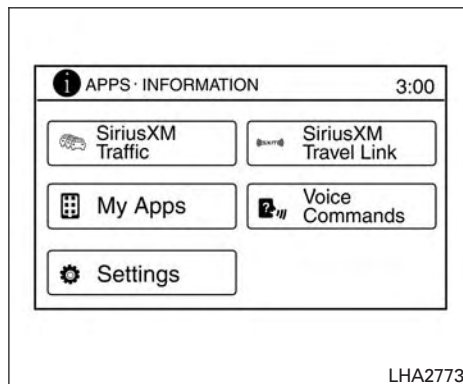 i APPS · INFORMATION 3:00
SiriusXM
Traffic
SiriusXM
Travel Link
My Apps
? Voice
Commands
Settings
LHA2773